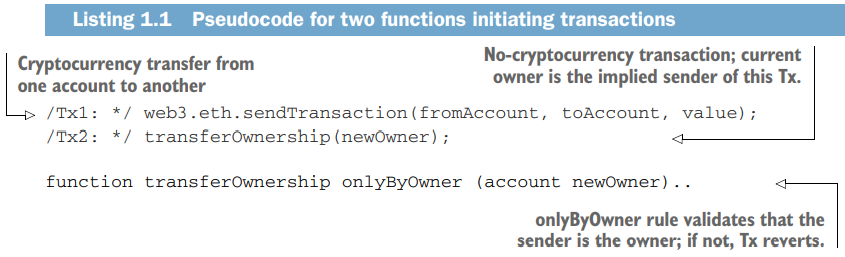 Listing 1.1 Pseudocode for two functions initiating transactions
Cryptocurrency transfer from
one account to another
No-cryptocurrency transaction; current
owner is the implied sender of this Tx.
/Tx1: */ web3.eth.sendTransaction(fromAccount, toAccount, value);
/Tx2: */ transferOwnership(newOwner);
function transferOwnership onlyByOwner (account newOwner)..
onlyByOwner rule validates that the
sender is the owner; if not, Tx reverts.